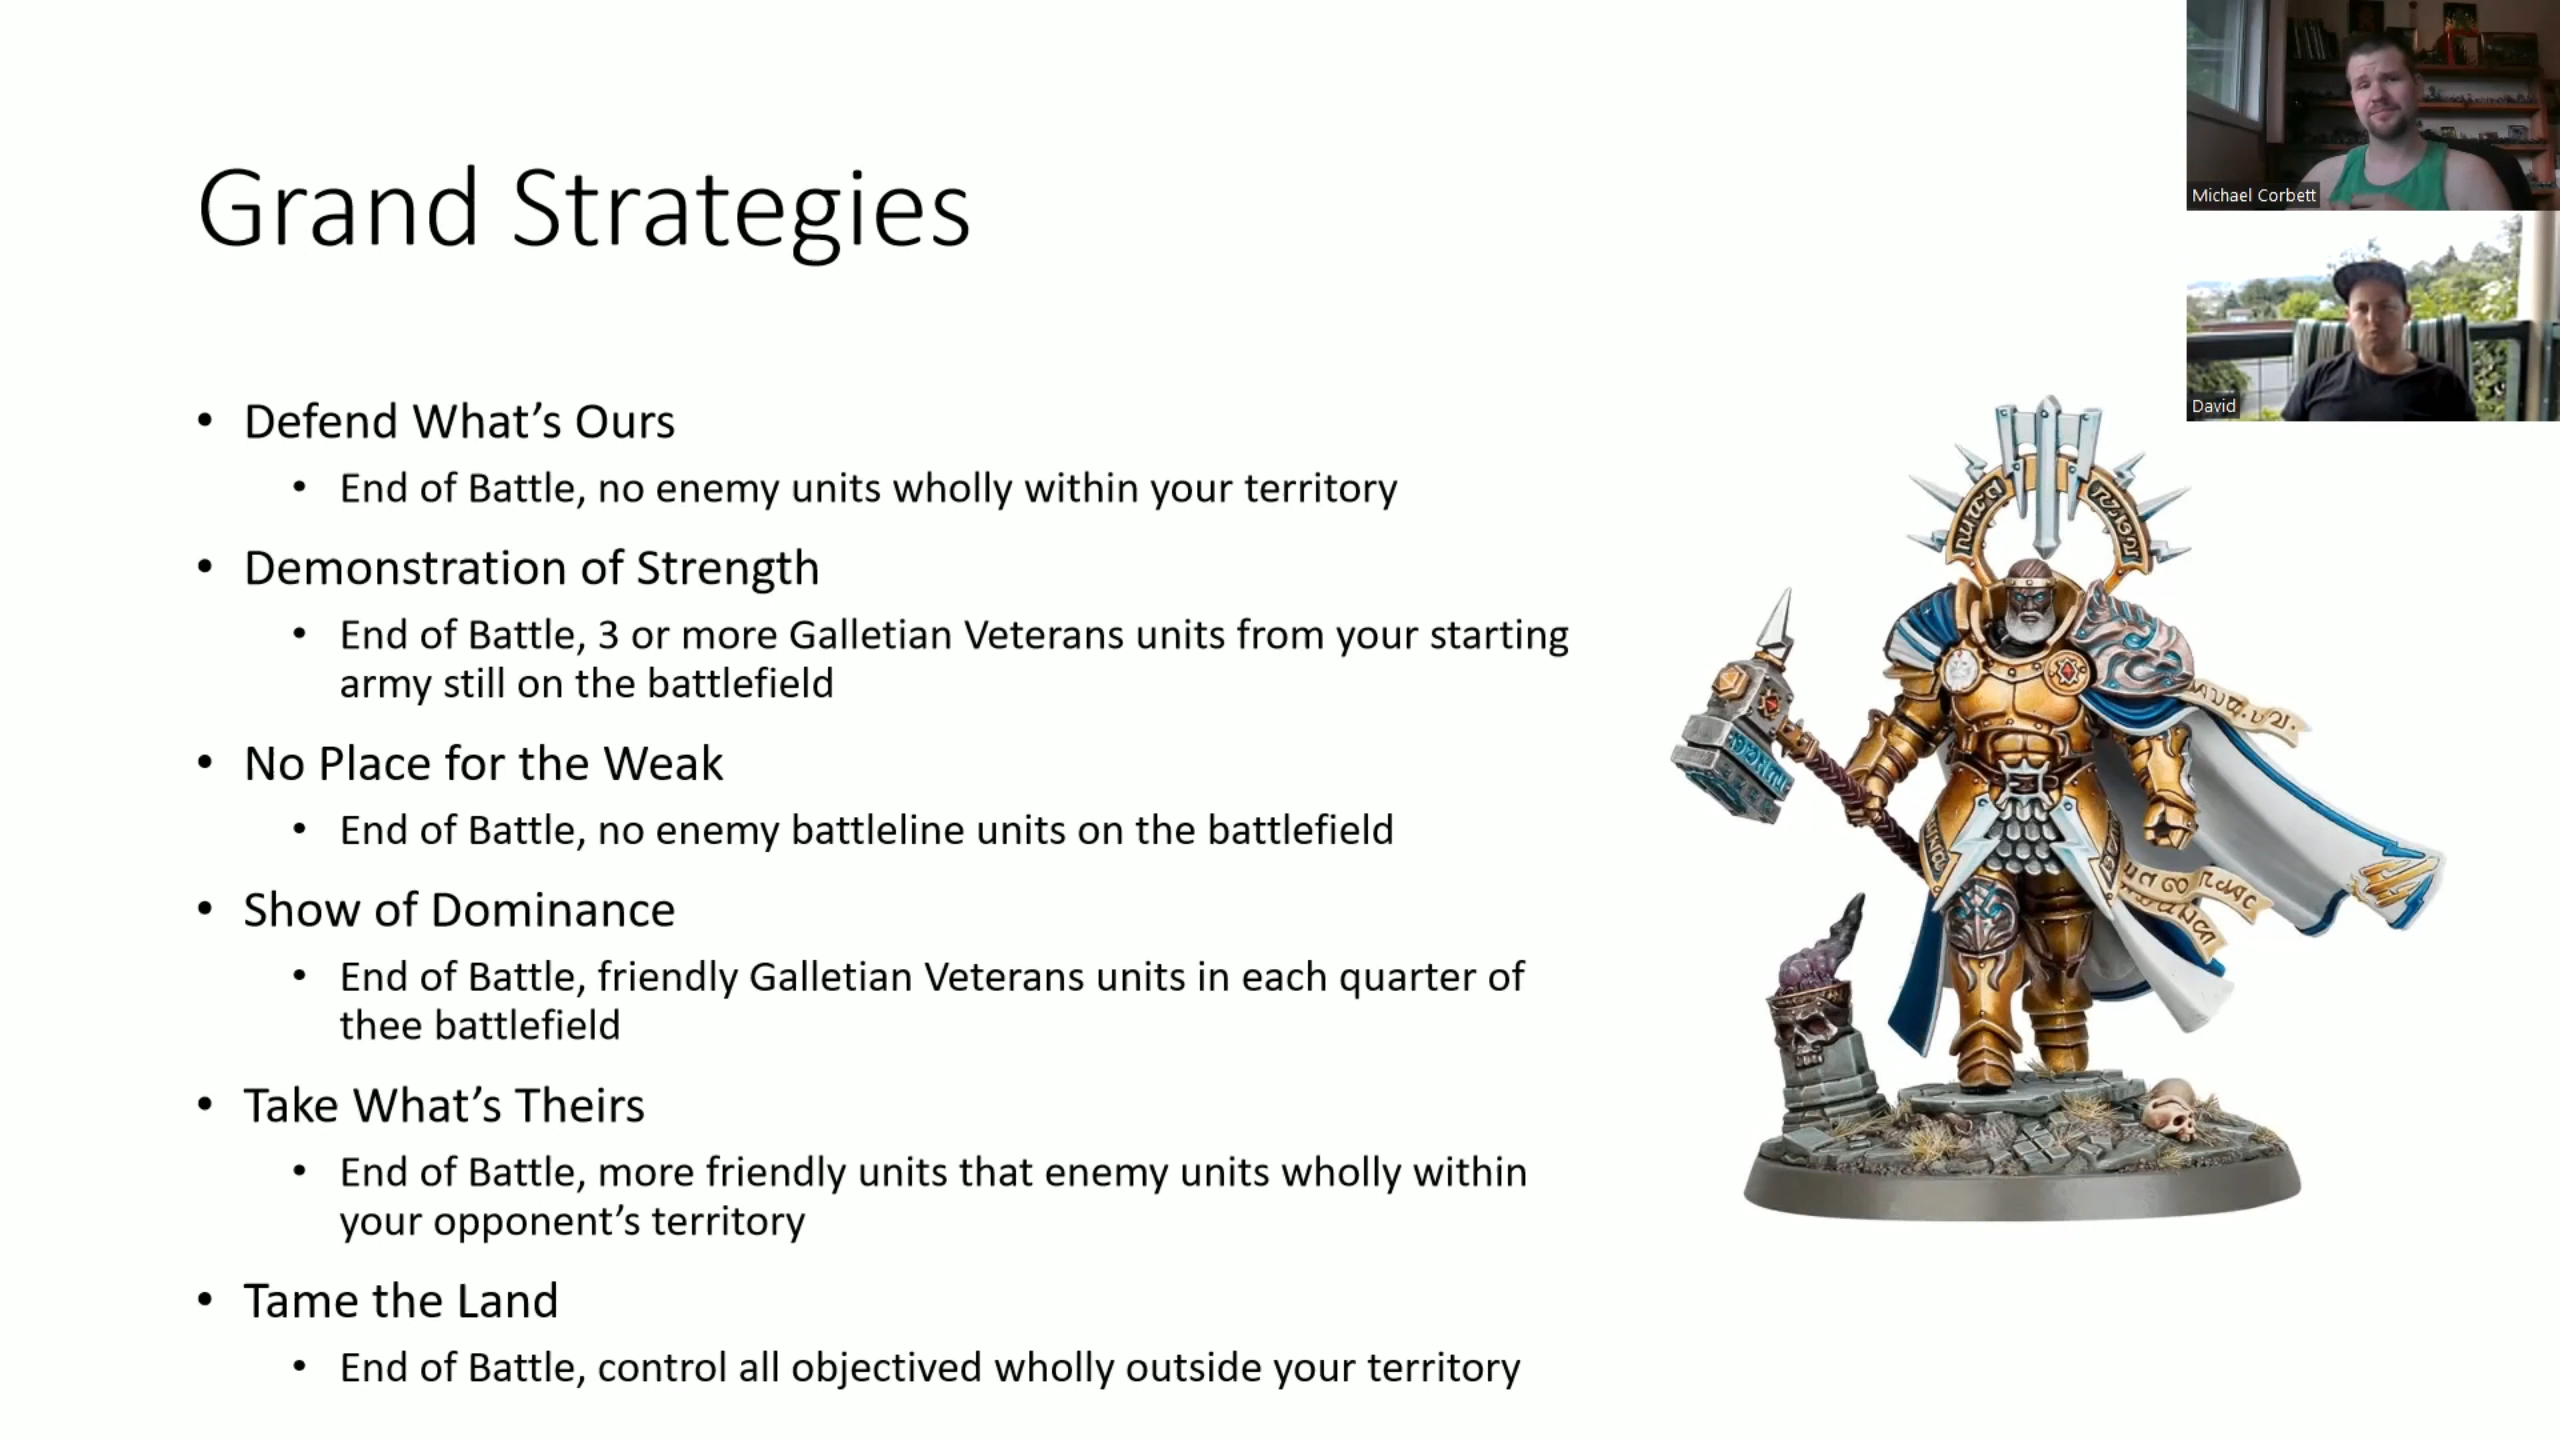 Grand Strategies
• Defend What’s Ours
• End of Battle, no enemy units wholly within your territory
• Demonstration of Strength
• End of Battle, 3 or more Galletian Veterans units from your starting
army still on the battlefield
• No Place for the Weak
• End of Battle, no enemy battleline units on the battlefield
• Show of Dominance
• End of Battle, friendly Galletian Veterans units in each quarter of
thee battlefield
• Take What’s Theirs
• End of Battle, more friendly units that enemy units wholly within
your opponent’s territory
• Tame the Land
• End of Battle, control all objectived wholly outside your territory
Michael Corbett
David